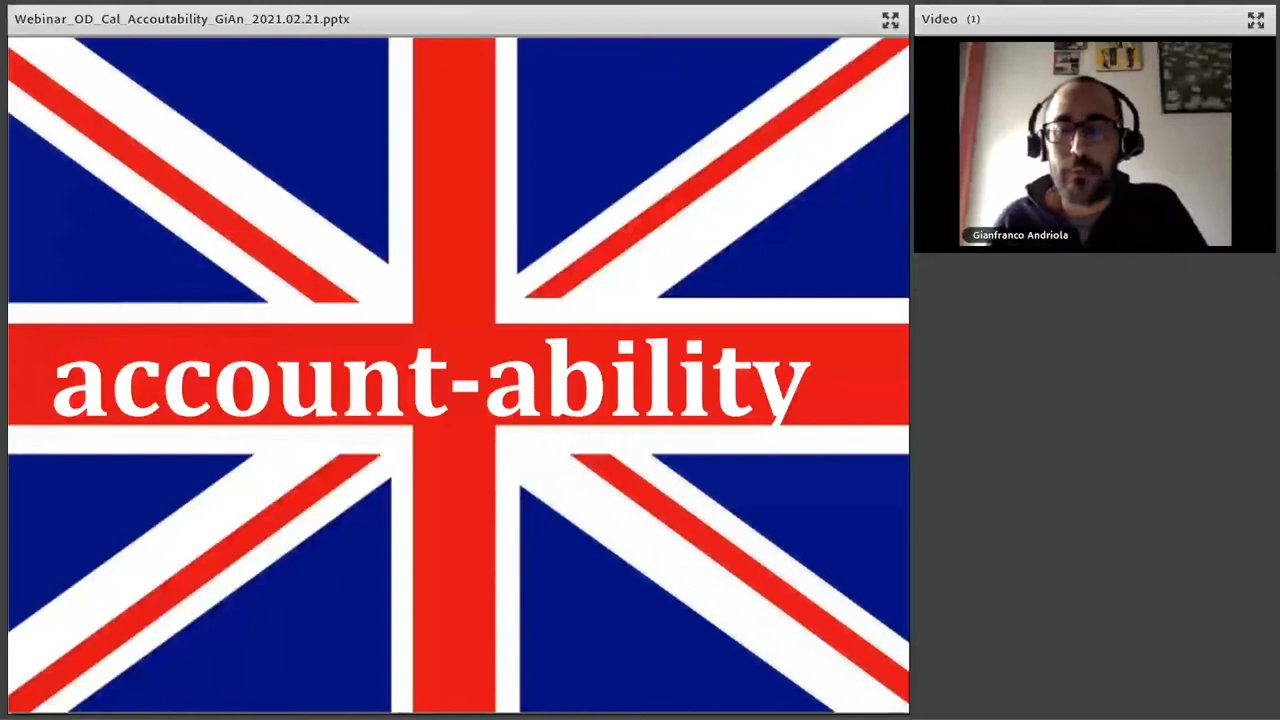 Webinar_OD_Cal_Accoutability_GiAn_2021.02.21.pptx
Video (1)
Gianfranco Andriola
account-ability